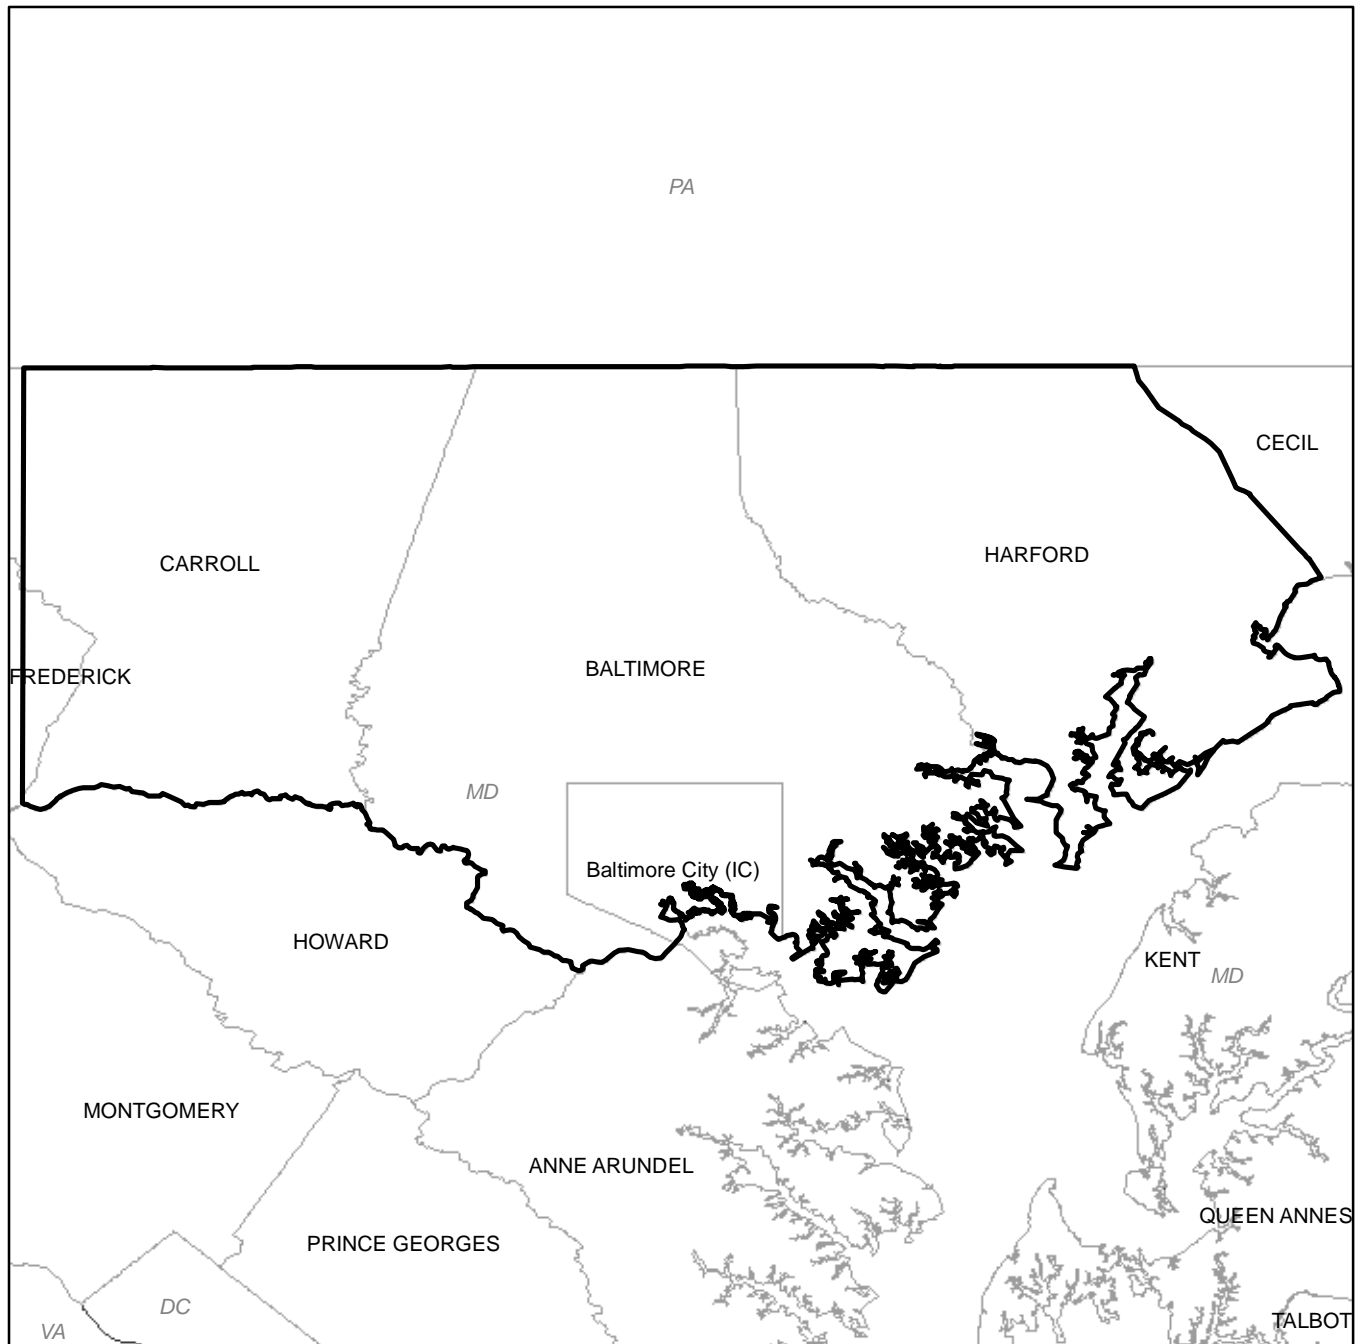 PA
CECIL
HARFORD
CARROLL
BALTIMORE
FREDERICK
MD
Baltimore City (IC)
HOWARD
KENT
MD
MONTGOMERY
ANNE ARUNDEL
QUEEN ANNES
PRINCE GEORGES
DC
TALBOT
VA